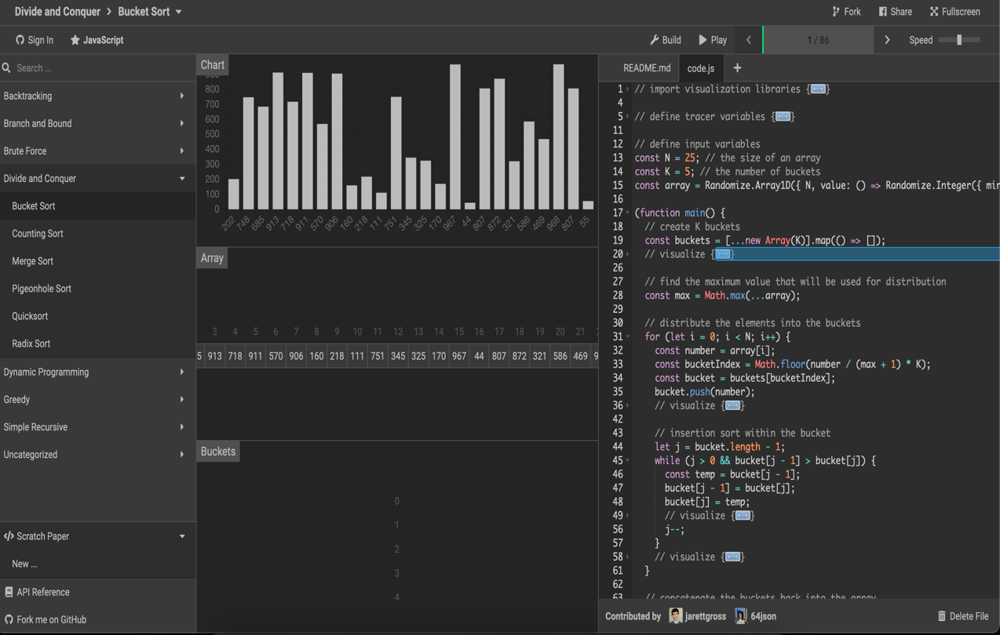 Divide and Conquer > Bucket Sort
Fork Share Fullscreen
Sign In JavaScript
Build Play 1 / 86 Speed
Search ...
Backtracking
Branch and Bound
Brute Force
Divide and Conquer
Bucket Sort
Counting Sort
Merge Sort
Pigeonhole Sort
Quicksort
Radix Sort
Dynamic Programming
Greedy
Simple Recursive
Uncategorized
Scratch Paper
New ...
API Reference
Fork me on GitHub
Chart
800
700
600
500
400
300
200
100
0
202 748 685 913 718 911 570 906 160 218 111 751 345 325 170 967 44 807 872 321 586 469 968 807 55
Array
3 4 5 6 7 8 9 10 11 12 13 14 15 16 17 18 19 20 21
5 913 718 911 570 906 160 218 111 751 345 325 170 967 44 807 872 321 586 469 9
Buckets
0
1
2
3
4
README.md code.js +
1 // import visualization libraries {}
4
5 // define tracer variables {}
11
12 // define input variables
13 const N = 25; // the size of an array
14 const K = 5; // the number of buckets
15 const array = Randomize.Array1D({ N, value: () => Randomize.Integer({ min
16
17 (function main() {
18 // create K buckets
19 const buckets = [...new Array(K)].map(() => []);
20 // visualize {}
26
27 // find the maximum value that will be used for distribution
28 const max = Math.max(...array);
29
30 // distribute the elements into the buckets
31 for (let i = 0; i < N; i++) {
32 const number = array[i];
33 const bucketIndex = Math.floor(number / (max + 1) * K);
34 const bucket = buckets[bucketIndex];
35 bucket.push(number);
36 // visualize {}
42
43 // insertion sort within the bucket
44 let j = bucket.length - 1;
45 while (j > 0 && bucket[j - 1] > bucket[j]) {
46 const temp = bucket[j - 1];
47 bucket[j - 1] = bucket[j];
48 bucket[j] = temp;
49 // visualize {}
56 j--;
57 }
58 // visualize {}
61 }
62
63 // concatenate the buckets back into the array
Contributed by jarettgross 64json
Delete File